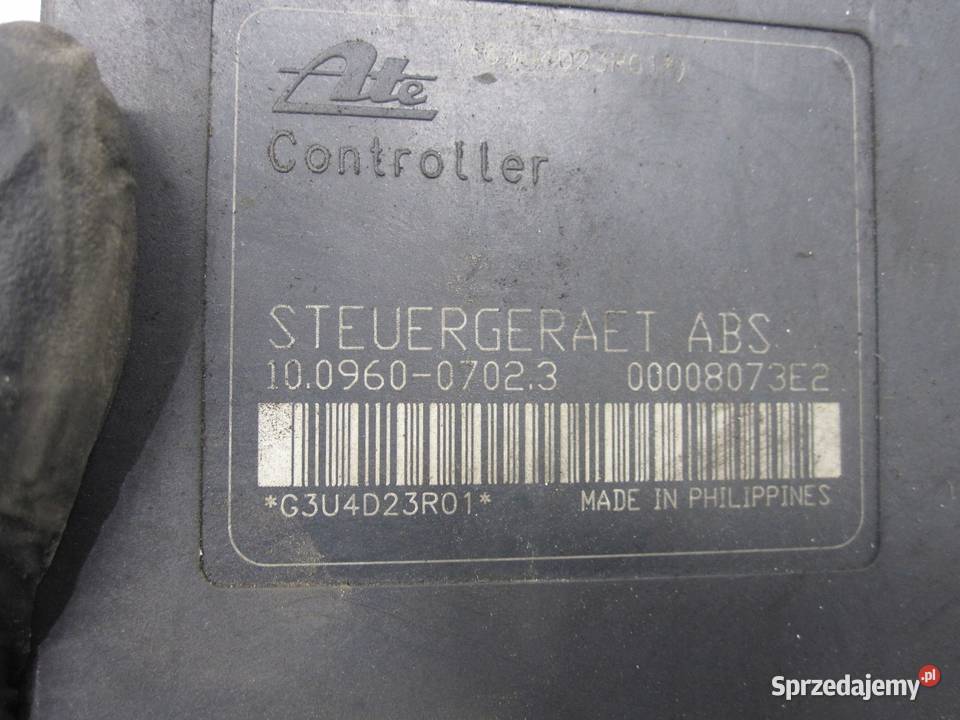 Ate
Controller
STEUERGERAET ABS
10.0960-0702.3 00008073E2
*G3U4D23R01* MADE IN PHILIPPINES
Sprzedajemy.pl